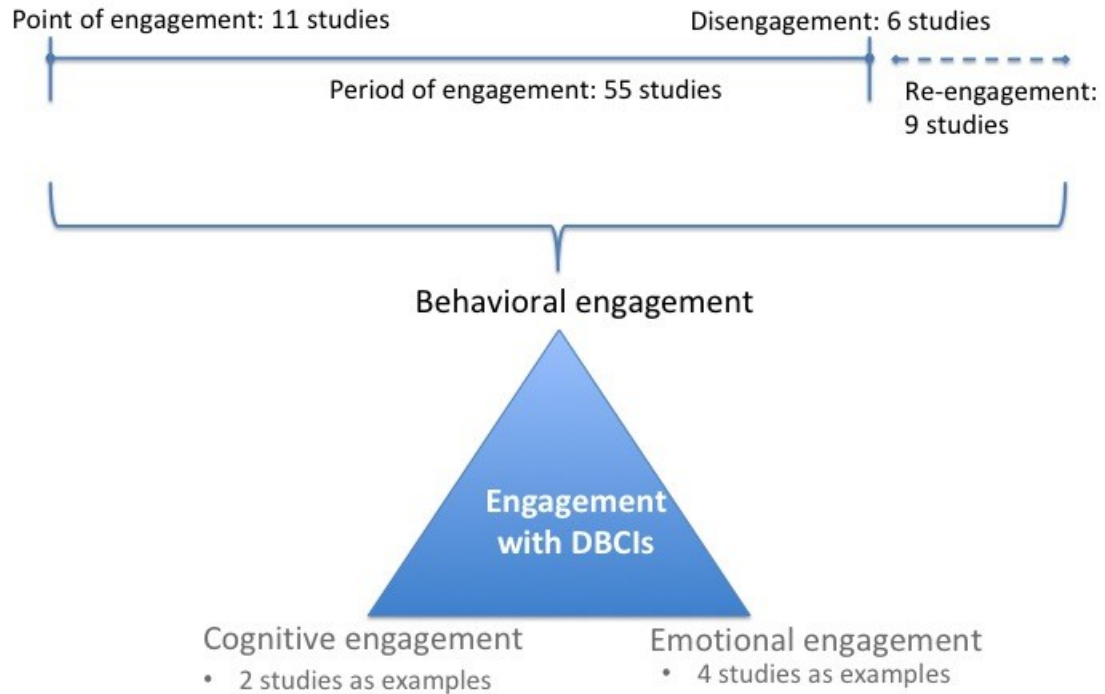 Point of engagement: 11 studies
Disengagement: 6 studies
Period of engagement: 55 studies
Re-engagement:
9 studies
Behavioral engagement
Engagement
with DBCIs
Cognitive engagement
• 2 studies as examples
Emotional engagement
• 4 studies as examples